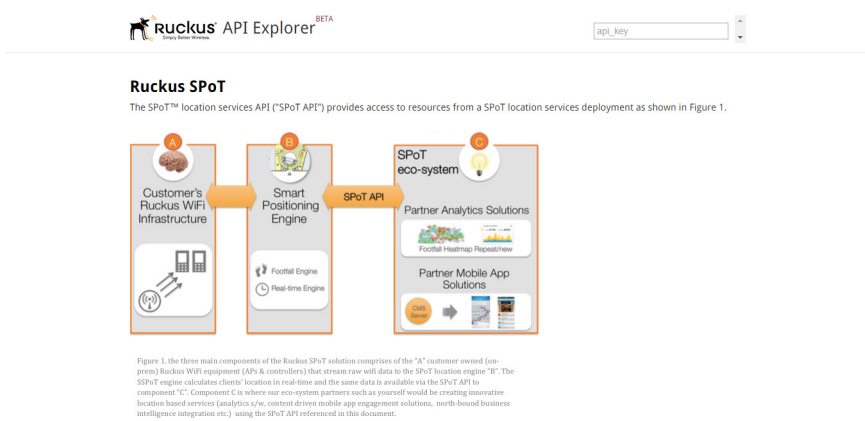 Ruckus API Explorer BETA
Simply Better Wireless.
api_key
Ruckus SPoT
The SPoT™ location services API ("SPoT API") provides access to resources from a SPoT location services deployment as shown in Figure 1.
A
Customer's
Ruckus WiFi
Infrastructure
B
A
Smart
Positioning
Engine
Footfall Engine
Real-time Engine
SPoT API
C
SPoT
eco-system
Partner Analytics Solutions
Footfall Heatmap Repeat/new
Partner Mobile App
Solutions
CMS
Server
Figure 1. the three main components of the Ruckus SPoT solution comprises of the "A" customer owned (on-
prem) Ruckus WiFi equipment (APs & controllers) that stream raw wifi data to the SPoT location engine "B". The
SSPoT engine calculates clients' location in real-time and the same data is available via the SPoT API to
component "C". Component C is where our eco-system partners such as yourself would be creating innovative
location based services (analytics s/w, content driven mobile app engagement solutions, north-bound business
intelligence integration etc.) using the SPoT API referenced in this document.